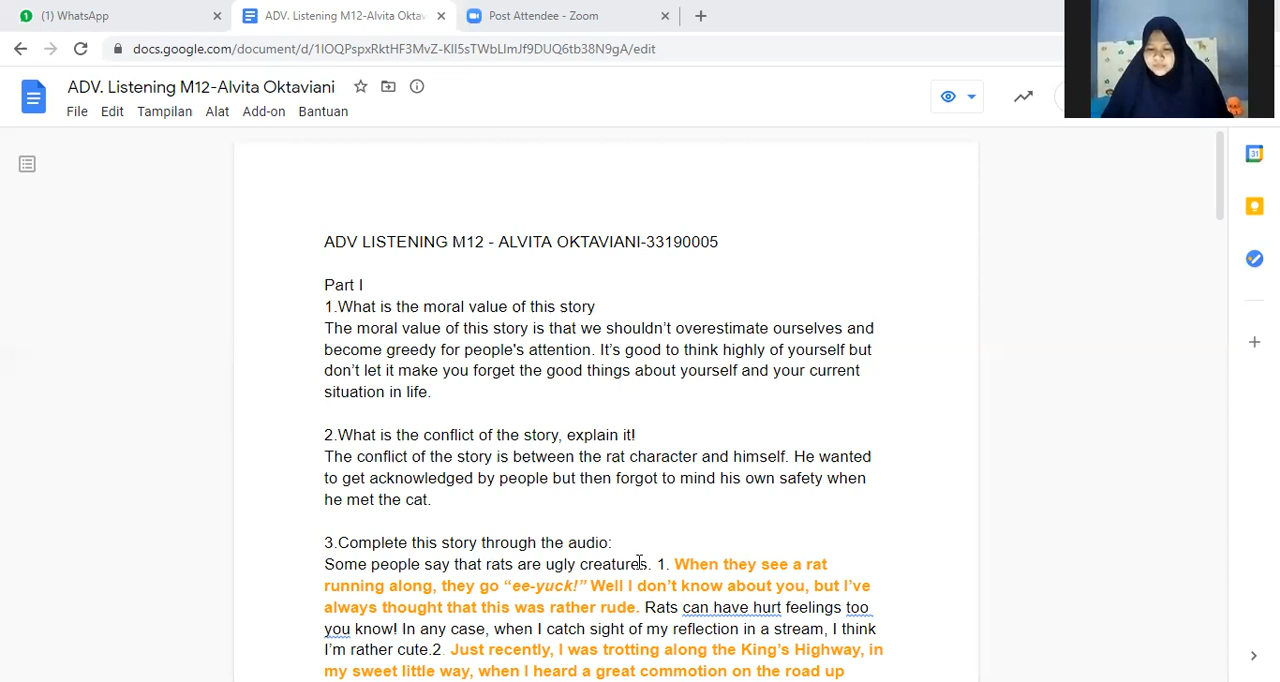 (1) WhatsApp
ADV. Listening M12-Alvita Oktav
Post Attendee - Zoom
docs.google.com/document/d/1IOQPspxRktHF3MvZ-KlI5sTWbLlmJf9DUQ6tb38N9gA/edit
ADV. Listening M12-Alvita Oktaviani
File Edit Tampilan Alat Add-on Bantuan
31
ADV LISTENING M12 - ALVITA OKTAVIANI-33190005
Part I
1.What is the moral value of this story
The moral value of this story is that we shouldn’t overestimate ourselves and
become greedy for people's attention. It’s good to think highly of yourself but
don’t let it make you forget the good things about yourself and your current
situation in life.
2.What is the conflict of the story, explain it!
The conflict of the story is between the rat character and himself. He wanted
to get acknowledged by people but then forgot to mind his own safety when
he met the cat.
3.Complete this story through the audio:
Some people say that rats are ugly creatures. 1. When they see a rat
running along, they go “ee-yuck!” Well I don’t know about you, but I’ve
always thought that this was rather rude. Rats can have hurt feelings too
you know! In any case, when I catch sight of my reflection in a stream, I think
I’m rather cute.2. Just recently, I was trotting along the King’s Highway, in
my sweet little way, when I heard a great commotion on the road up